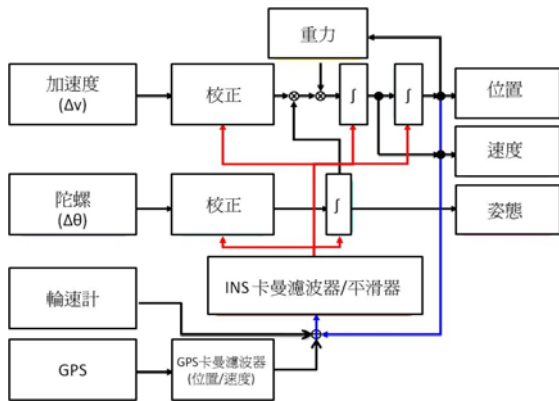 重力
加速度
(Δv)
校正
∫
∫
位置
速度
陀螺
(Δθ)
校正
∫
姿態
INS 卡曼濾波器/平滑器
輪速計
GPS
GPS卡曼濾波器
(位置/速度)